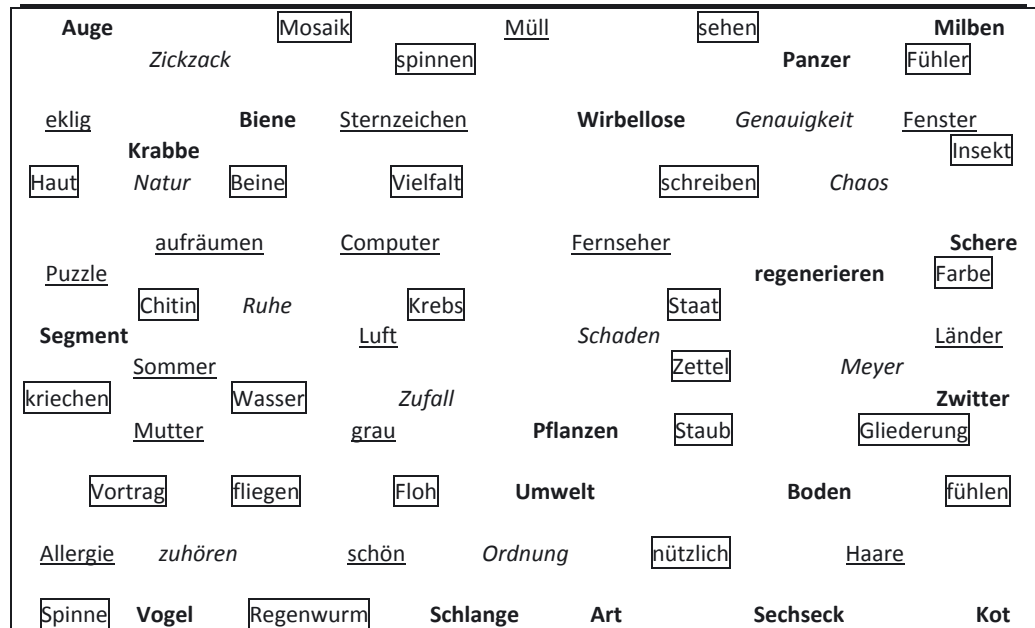 Auge Mosaik Müll sehen Milben
Zickzack spinnen Panzer Fühler
eklig Biene Sternzeichen Wirbellose Genauigkeit Fenster
Krabbe Insekt
Haut Natur Beine Vielfalt schreiben Chaos
aufräumen Computer Fernseher Schere
Puzzle regenerieren Farbe
Chitin Ruhe Krebs Staat
Segment Luft Schaden Länder
Sommer Zettel Meyer
kriechen Wasser Zufall Zwitter
Mutter grau Pflanzen Staub Gliederung
Vortrag fliegen Floh Umwelt Boden fühlen
Allergie zuhören schön Ordnung nützlich Haare
Spinne Vogel Regenwurm Schlange Art Sechseck Kot